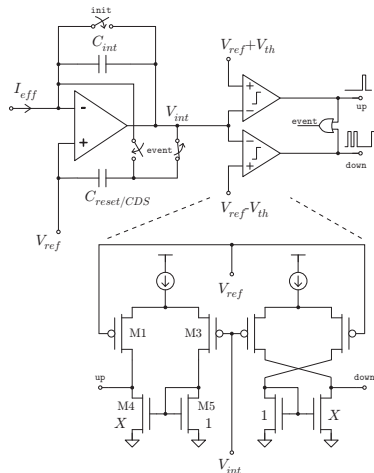 init
C_int
I_eff
V_ref+V_th
-
+
V_int
event
C_reset/CDS
V_ref
+
-
-
+
event
up
down
V_ref-V_th
V_ref
M1
M3
up
down
M4
M5
X
1
1
X
V_int